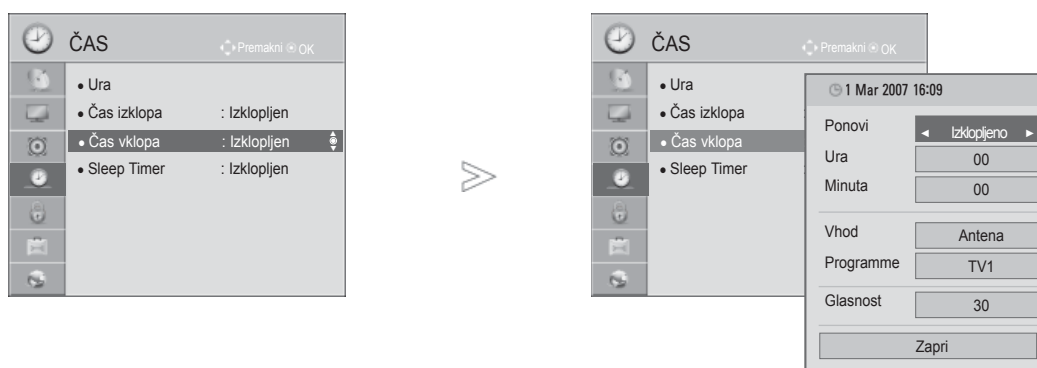 ČAS Premakni OK
• Ura
• Čas izklopa : Izklopljen
• Čas vklopa : Izklopljen
• Sleep Timer : Izklopljen
ČAS Premakni OK
• Ura
• Čas izklopa :
• Čas vklopa
• Sleep Timer :
1 Mar 2007 16:09
Ponovi ◄ Izklopljeno ►
Ura 00
Minuta 00
Vhod Antena
Programme TV1
Glasnost 30
Zapri